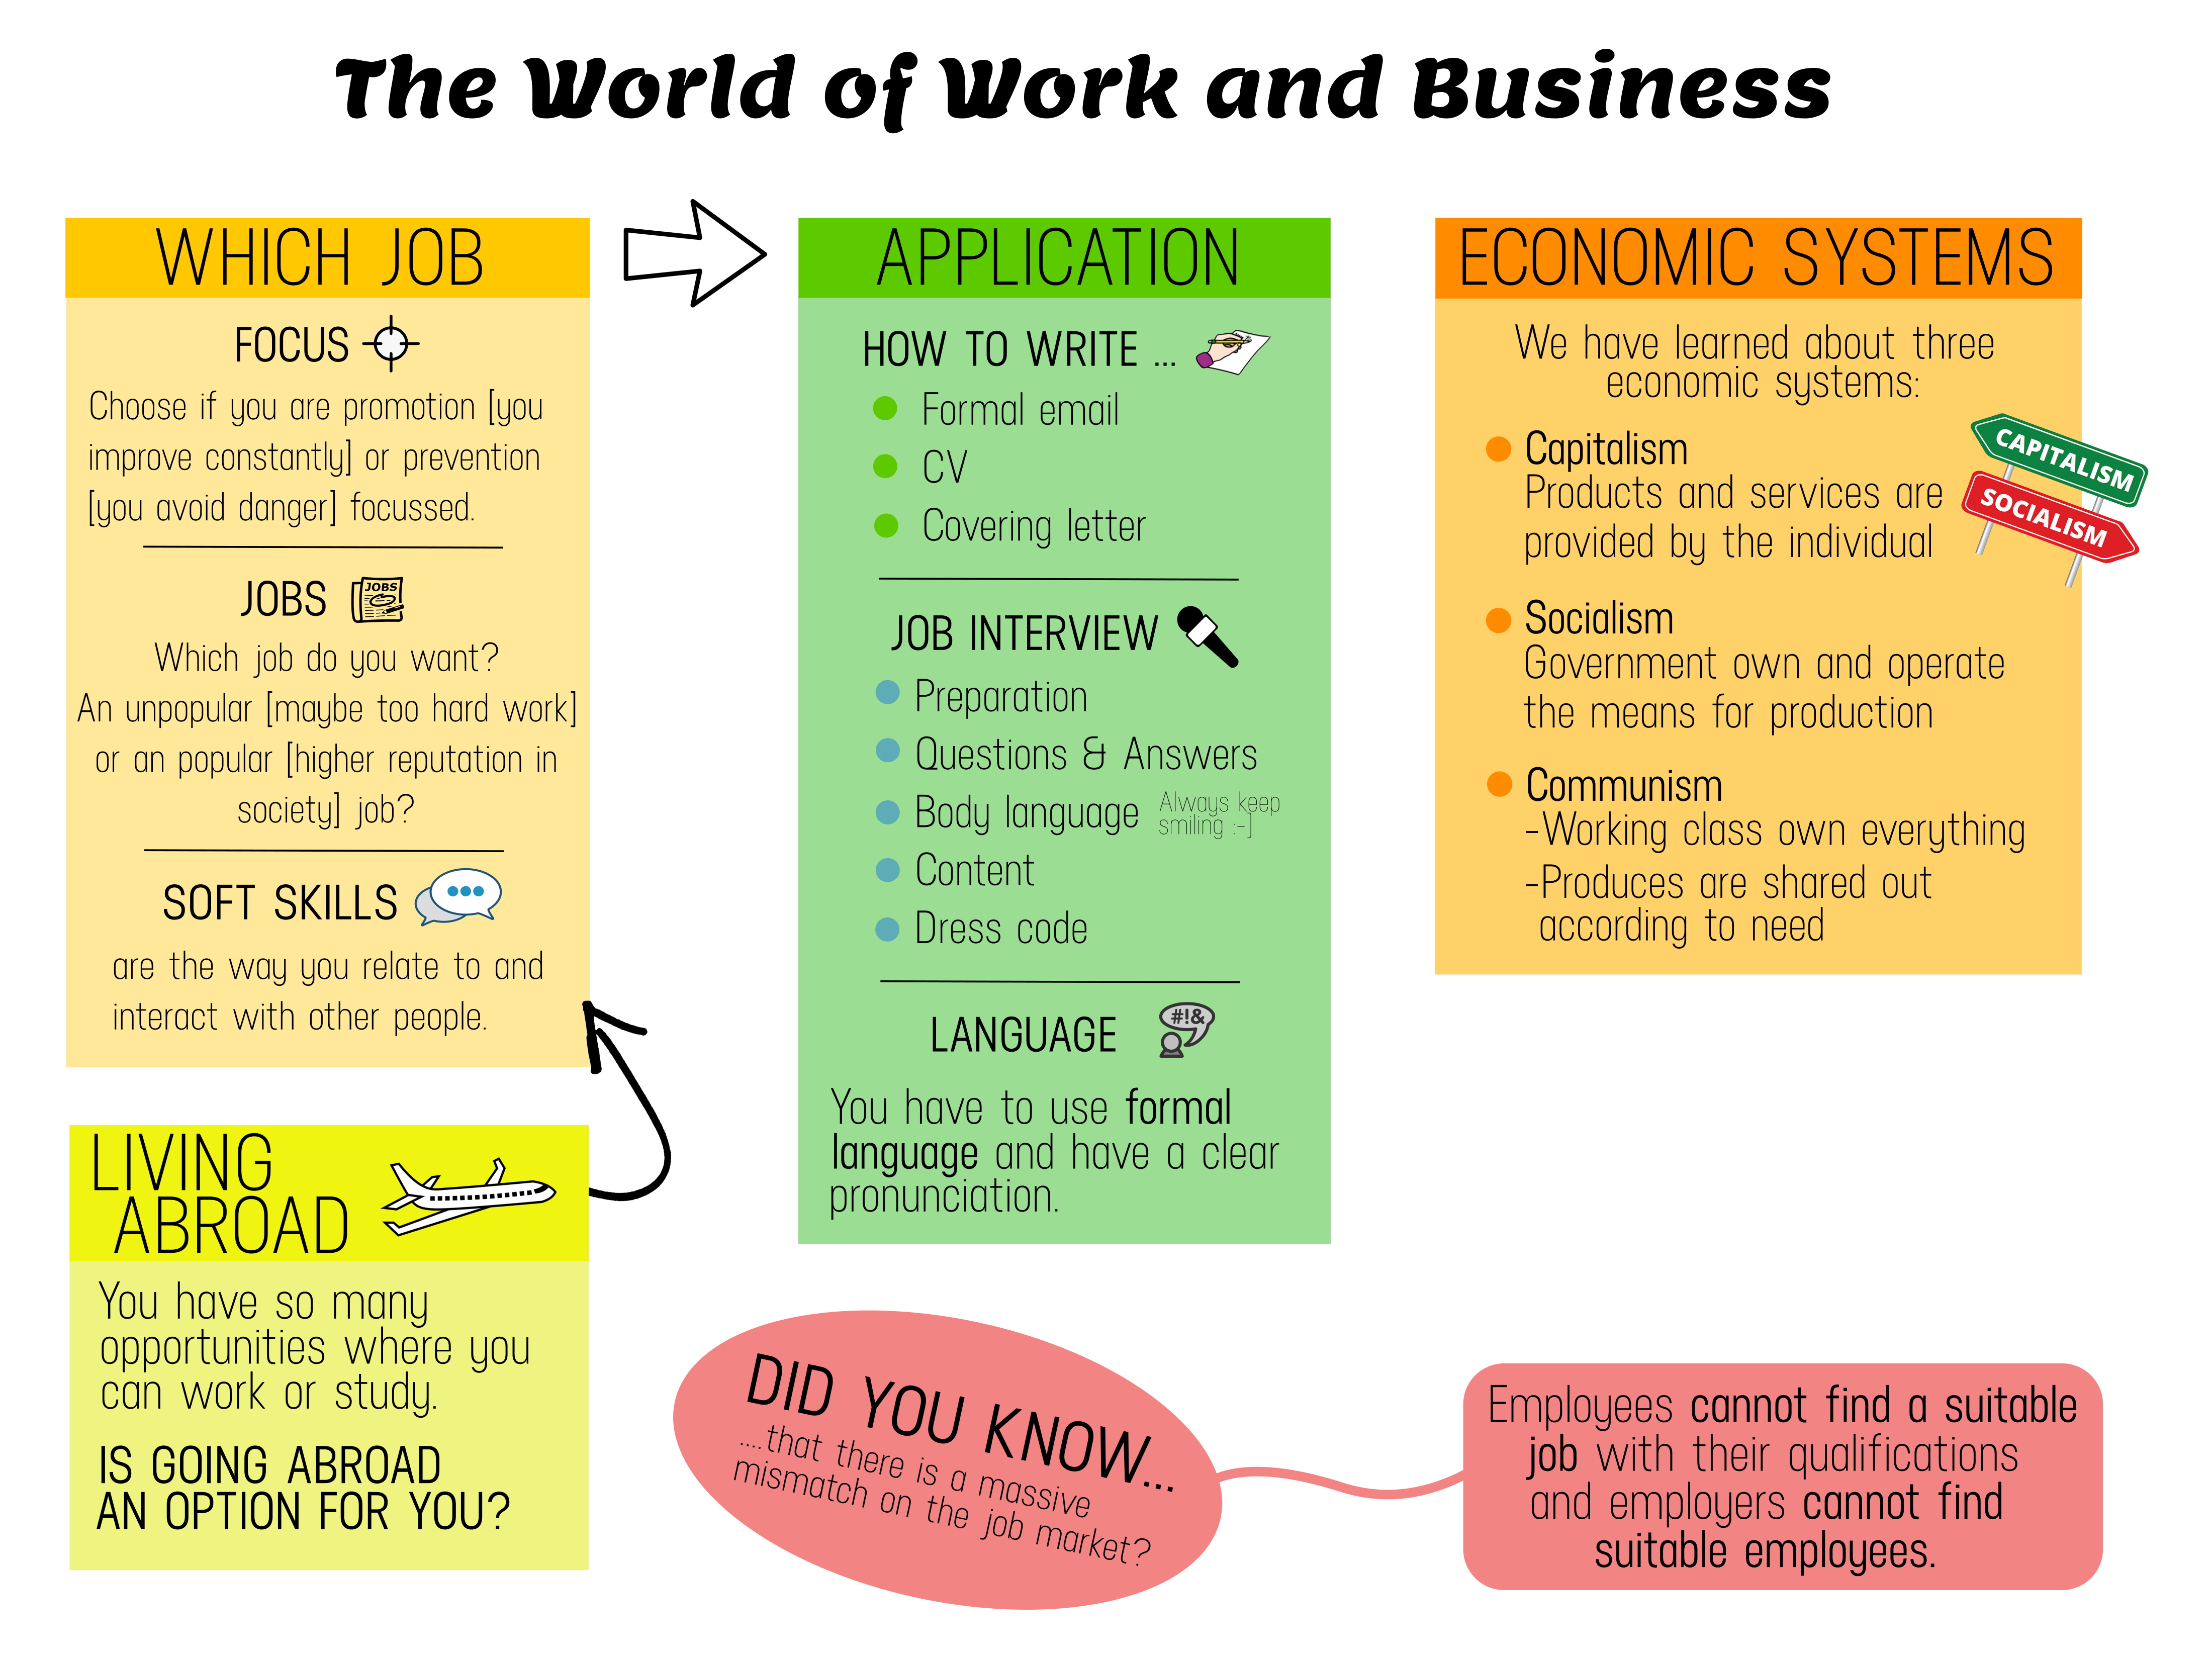 The World of Work and Business
WHICH JOB
FOCUS
Choose if you are promotion [you
improve constantly] or prevention
[you avoid danger] focussed.
JOBS
JOBS
Which job do you want?
An unpopular [maybe too hard work]
or an popular [higher reputation in
society] job?
SOFT SKILLS
are the way you relate to and
interact with other people.
LIVING
ABROAD
You have so many
opportunities where you
can work or study.
IS GOING ABROAD
AN OPTION FOR YOU?
APPLICATION
HOW TO WRITE ...
Formal email
CV
Covering letter
JOB INTERVIEW
Preparation
Questions & Answers
Body language
Always keep
smiling :-]
Content
Dress code
LANGUAGE
#!&
You have to use formal
language and have a clear
pronunciation.
ECONOMIC SYSTEMS
We have learned about three
economic systems:
Capitalism
Products and services are
provided by the individual
CAPITALISM
SOCIALISM
Socialism
Government own and operate
the means for production
Communism
-Working class own everything
-Produces are shared out
according to need
DID YOU KNOW...
....that there is a massive
mismatch on the job market?
Employees cannot find a suitable
job with their qualifications
and employers cannot find
suitable employees.